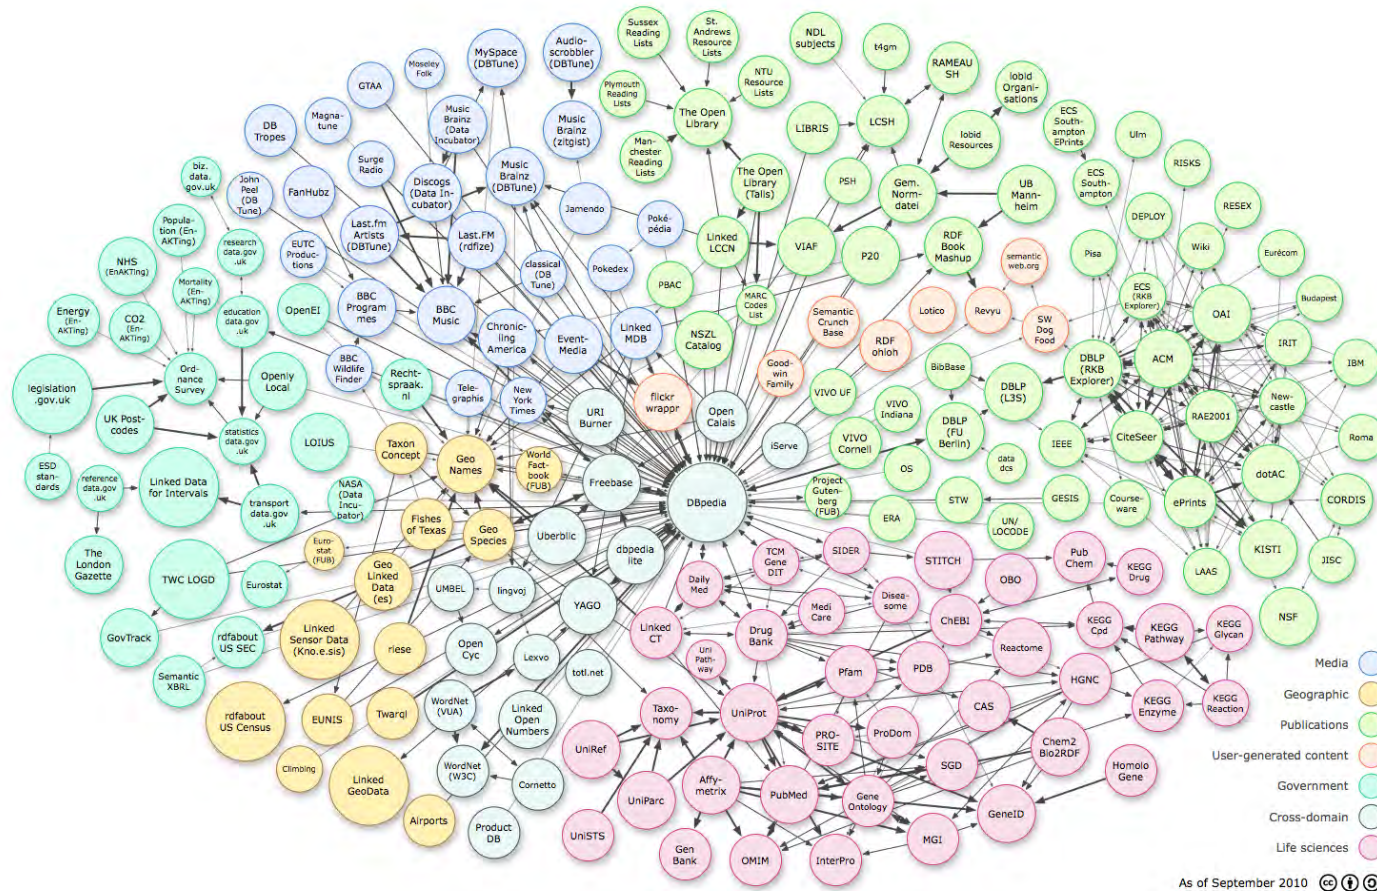 Sussex
Reading
Lists
St.
Andrews
Resource
Lists
NDL
subjects
t4gm
MySpace
(DBTune)
Audio-
scrobbler
(DBTune)
RAMEAU
SH
lobid
Organi-
sations
GTAA
Moseley
Folk
Plymouth
Reading
Lists
NTU
Resource
Lists
The Open
Library
LCSH
LIBRIS
DB
Tropes
Magna-
tune
Music
Brainz
(Data
Incubator)
Music
Brainz
(zitgist)
Man-
chester
Reading
Lists
lobid
Resources
ECS
South-
ampton
EPrints
Ulm
RISKS
biz.
data.
gov.uk
Surge
Radio
Discogs
(Data In-
cubator)
Music
Brainz
(DBTune)
The Open
Library
(Talis)
PSH
Gem.
Norm-
datei
UB
Mann-
heim
ECS
South-
ampton
RESEX
John
Peel
(DB
Tune)
FanHubz
Jamendo
Poké-
pédia
DEPLOY
Popula-
tion (En-
AKTing)
research
data.gov
.uk
Last.fm
Artists
(DBTune)
Last.FM
(rdfize)
Linked
LCCN
VIAF
RDF
Book
Mashup
Wiki
Eurécom
NHS
(EnAKTing)
EUTC
Produc-
tions
classical
(DB
Tune)
Pokedex
P20
semantic
web.org
Pisa
Mortality
(En-
AKTing)
PBAC
MARC
Codes
List
Budapest
Energy
(En-
AKTing)
CO2
(En-
AKTing)
education
data.gov
.uk
OpenEI
BBC
Program
mes
BBC
Music
Chronic-
ling
America
Event-
Media
Linked
MDB
NSZL
Catalog
Semantic
Crunch
Base
RDF
ohloh
Lotico
Revyu
SW
Dog
Food
ECS
(RKB
Explorer)
OAI
IRIT
legislation
.gov.uk
Ord-
nance
Survey
Openly
Local
BBC
Wildlife
Finder
Recht-
spraak.
nl
Tele-
graphis
New
York
Times
flickr
wrappr
Good-
win
Family
BibBase
DBLP
(L3S)
DBLP
(RKB
Explorer)
ACM
IBM
UK Post-
codes
statistics
data.gov
.uk
LOIUS
Taxon
Concept
URI
Burner
Open
Calais
VIVO UF
VIVO
Indiana
VIVO
Cornell
iServe
DBLP
(FU
Berlin)
data
dcs
IEEE
CiteSeer
RAE2001
New-
castle
Roma
ESD
stan-
dards
reference
data.gov
.uk
Linked Data
for Intervals
transport
data.gov
.uk
NASA
(Data
Incu-
bator)
Geo
Names
World
Fact-
book
(FUB)
Freebase
DBpedia
Project
Guten-
berg
(FUB)
OS
STW
GESIS
Course-
ware
ePrints
dotAC
CORDIS
The
London
Gazette
TWC LOGD
Euro-
stat
(FUB)
Fishes
of Texas
Geo
Species
Uberblic
dbpedia
lite
ERA
UN/
LOCODE
KISTI
JISC
LAAS
NSF
GovTrack
Eurostat
Geo
Linked
Data
(es)
UMBEL
lingvoj
YAGO
Daily
Med
TCM
Gene
DIT
SIDER
STITCH
Pub
Chem
KEGG
Drug
OBO
Semantic
XBRL
rdfabout
US SEC
Linked
Sensor Data
(Kno.e.sis)
riese
Open
Cyc
Lexvo
totl.net
Linked
CT
Drug
Bank
Medi
Care
Disea-
some
ChEBI
KEGG
Cpd
KEGG
Pathway
KEGG
Glycan
Uni
Path-
way
Pfam
PDB
Reactome
HGNC
rdfabout
US Census
EUNIS
Twarql
WordNet
(VUA)
Linked
Open
Numbers
Taxo-
nomy
UniProt
PRO-
SITE
ProDom
CAS
KEGG
Enzyme
KEGG
Reaction
Climbing
Linked
GeoData
WordNet
(W3C)
Cornetto
UniRef
UniParc
Affy-
metrix
PubMed
Gene
Ontology
SGD
Chem2
Bio2RDF
Homolo
Gene
GeneID
Airports
Product
DB
UniSTS
Gen
Bank
OMIM
InterPro
MGI
Media
Geographic
Publications
User-generated content
Government
Cross-domain
Life sciences
As of September 2010